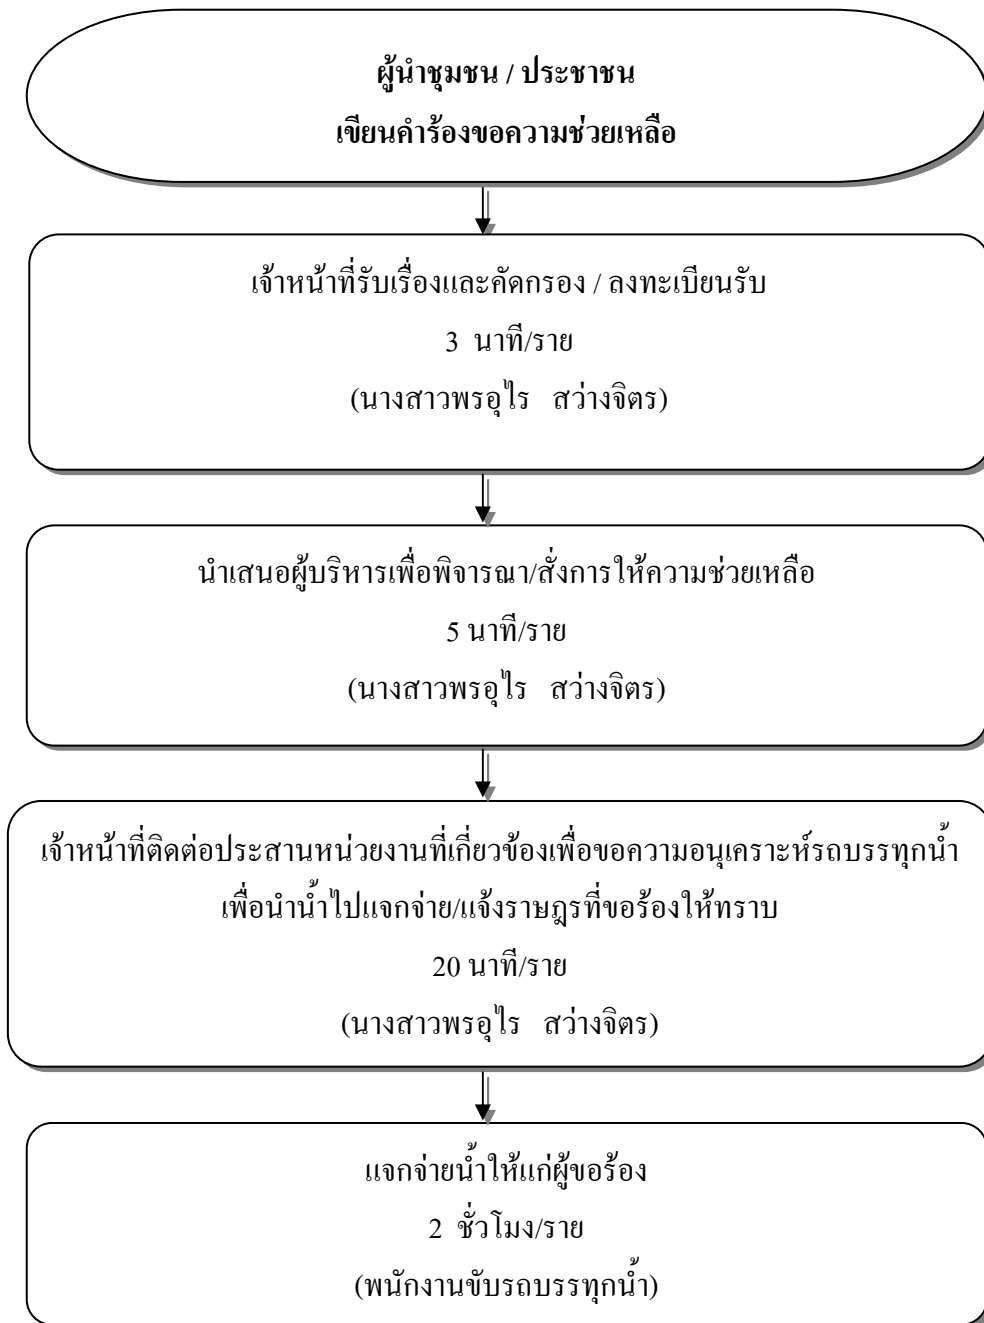 ผู้นำชุมชน / ประชาชน
เขียนคำร้องขอความช่วยเหลือ
เจ้าหน้าที่รับเรื่องและคัดกรอง / ลงทะเบียนรับ
3 นาที/ราย
(นางสาวพรอุไร สว่างจิตร)
นำเสนอผู้บริหารเพื่อพิจารณา/สั่งการให้ความช่วยเหลือ
5 นาที/ราย
(นางสาวพรอุไร สว่างจิตร)
เจ้าหน้าที่ติดต่อประสานหน่วยงานที่เกี่ยวข้องเพื่อขอความอนุเคราะห์รถบรรทุกน้ำ
เพื่อนำน้ำไปแจกจ่าย/แจ้งราษฎรที่ขอร้องให้ทราบ
20 นาที/ราย
(นางสาวพรอุไร สว่างจิตร)
แจกจ่ายน้ำให้แก่ผู้ขอร้อง
2 ชั่วโมง/ราย
(พนักงานขับรถบรรทุกน้ำ)